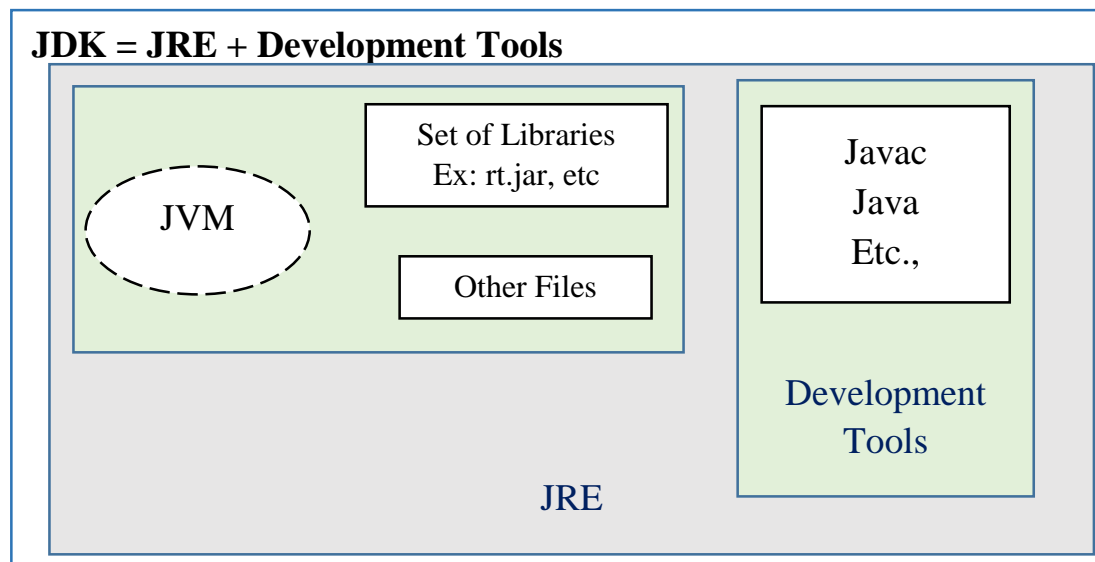 JDK = JRE + Development Tools
Set of Libraries
Ex: rt.jar, etc
JVM
Other Files
Javac
Java
Etc.,
Development
Tools
JRE